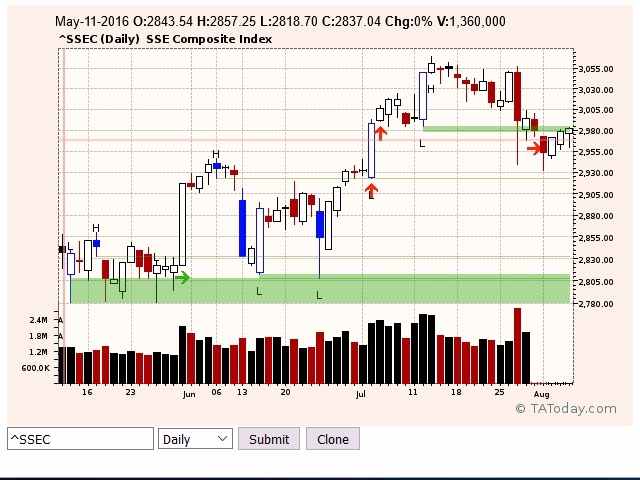 May-11-2016 O:2843.54 H:2857.25 L:2818.70 C:2837.04 Chg:0% V:1,360,000
^SSEC (Daily) SSE Composite Index
3,055.00
3,030.00
3,005.00
2,980.00
2,955.00
2,930.00
2,905.00
2,880.00
2,855.00
2,830.00
2,805.00
2,780.00
H
H
H
L
L
L
L
2.4M
1.8M
1.2M
600.0K
A
A
16 23 Jun 06 13 20 Jul 11 18 25 Aug
© TAToday.com
^SSEC Daily Submit Clone